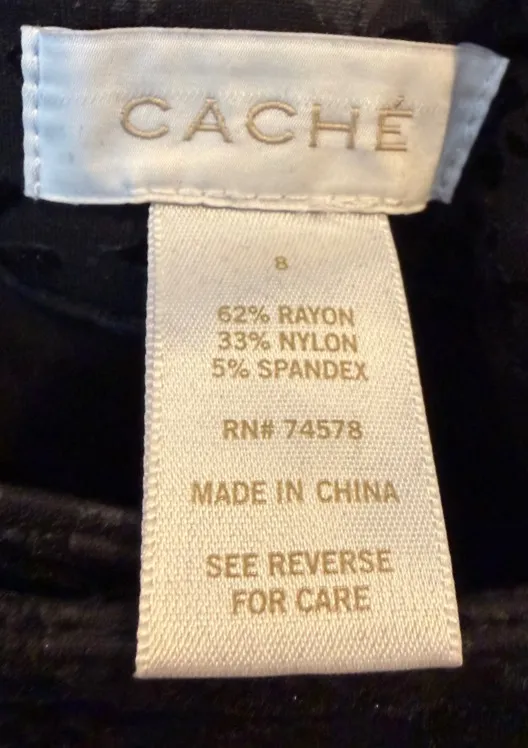 CACHÉ
8
62% RAYON
33% NYLON
5% SPANDEX
RN# 74578
MADE IN CHINA
SEE REVERSE
FOR CARE